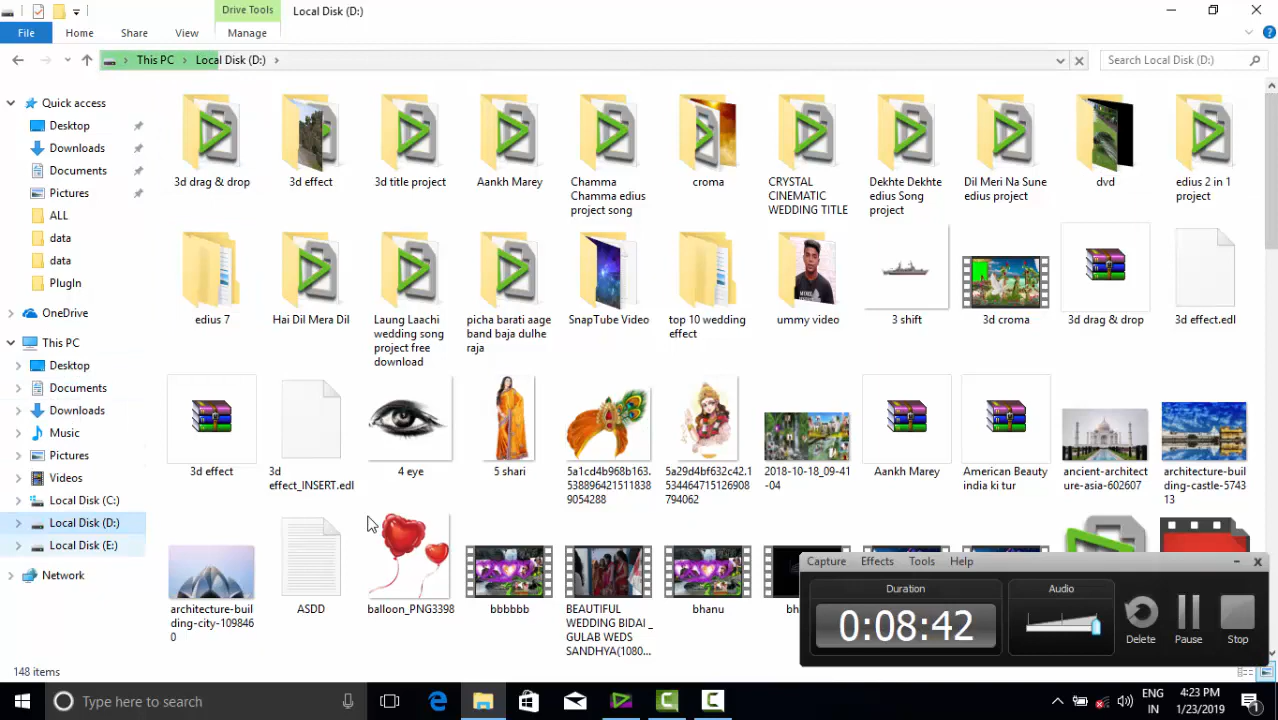 Drive Tools
Local Disk (D:)
File
Home
Share
View
Manage
This PC
Local Disk (D:)
Search Local Disk (D:)
Quick access
Desktop
Downloads
Documents
Pictures
ALL
data
data
PlugIn
OneDrive
This PC
Desktop
Documents
Downloads
Music
Pictures
Videos
Local Disk (C:)
Local Disk (D:)
Local Disk (E:)
Network
3d drag & drop
3d effect
3d title project
Aankh Marey
Chamma
Chamma edius
project song
croma
CRYSTAL
CINEMATIC
WEDDING TITLE
Dekhte Dekhte
edius Song
project
Dil Meri Na Sune
edius project
dvd
edius 2 in 1
project
edius 7
Hai Dil Mera Dil
Laung Laachi
wedding song
project free
download
picha barati aage
band baja dulhe
raja
SnapTube Video
top 10 wedding
effect
ummy video
3 shift
3d croma
3d drag & drop
3d effect.edl
3d effect
3d
effect_INSERT.edl
4 eye
5 shari
5a1cd4b968b163.
538896421511838
9054288
5a29d4bf632c42.1
534464715126908
794062
2018-10-18_09-41
-04
Aankh Marey
American Beauty
india ki tur
ancient-architect
ure-asia-602607
architecture-buil
ding-castle-5743
13
architecture-buil
ding-city-109846
0
ASDD
balloon_PNG3398
bbbbbb
BEAUTIFUL
WEDDING BIDAI _
GULAB WEDS
SANDHYA(1080...
bhanu
148 items
Capture
Effects
Tools
Help
Duration
0:08:42
Audio
Delete
Pause
Stop
Type here to search
ENG
IN
4:23 PM
1/23/2019